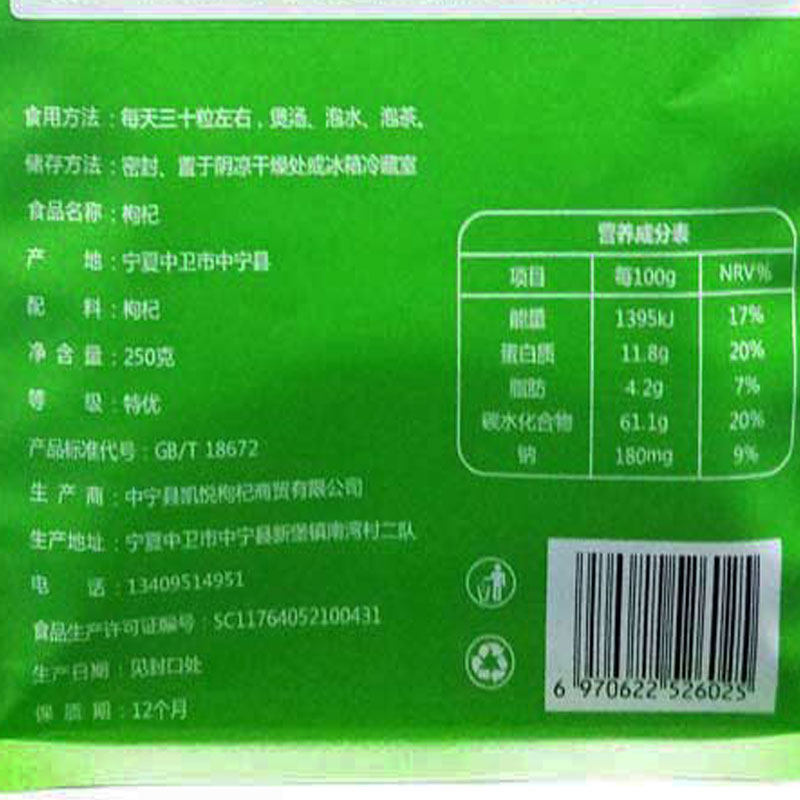 食用方法：每天三十粒左右，煲汤、泡水、泡茶。
储存方法：密封、置于阴凉干燥处或冰箱冷藏室
食品名称：枸杞
产 地：宁夏中卫市中宁县
配 料：枸杞
净含量：250克
等 级：特优
产品标准代号：GB/T 18672
生产商：中宁县凯悦枸杞商贸有限公司
生产地址：宁夏中卫市中宁县新堡镇南湾村二队
电 话：13409514951
食品生产许可证编号：SC11764052100431
生产日期：见封口处
保质期：12个月
营养成分表
项目 每100g NRV%
能量 1395kJ 17%
蛋白质 11.8g 20%
脂肪 4.2g 7%
碳水化合物 61.1g 20%
钠 180mg 9%
6 970622 526025